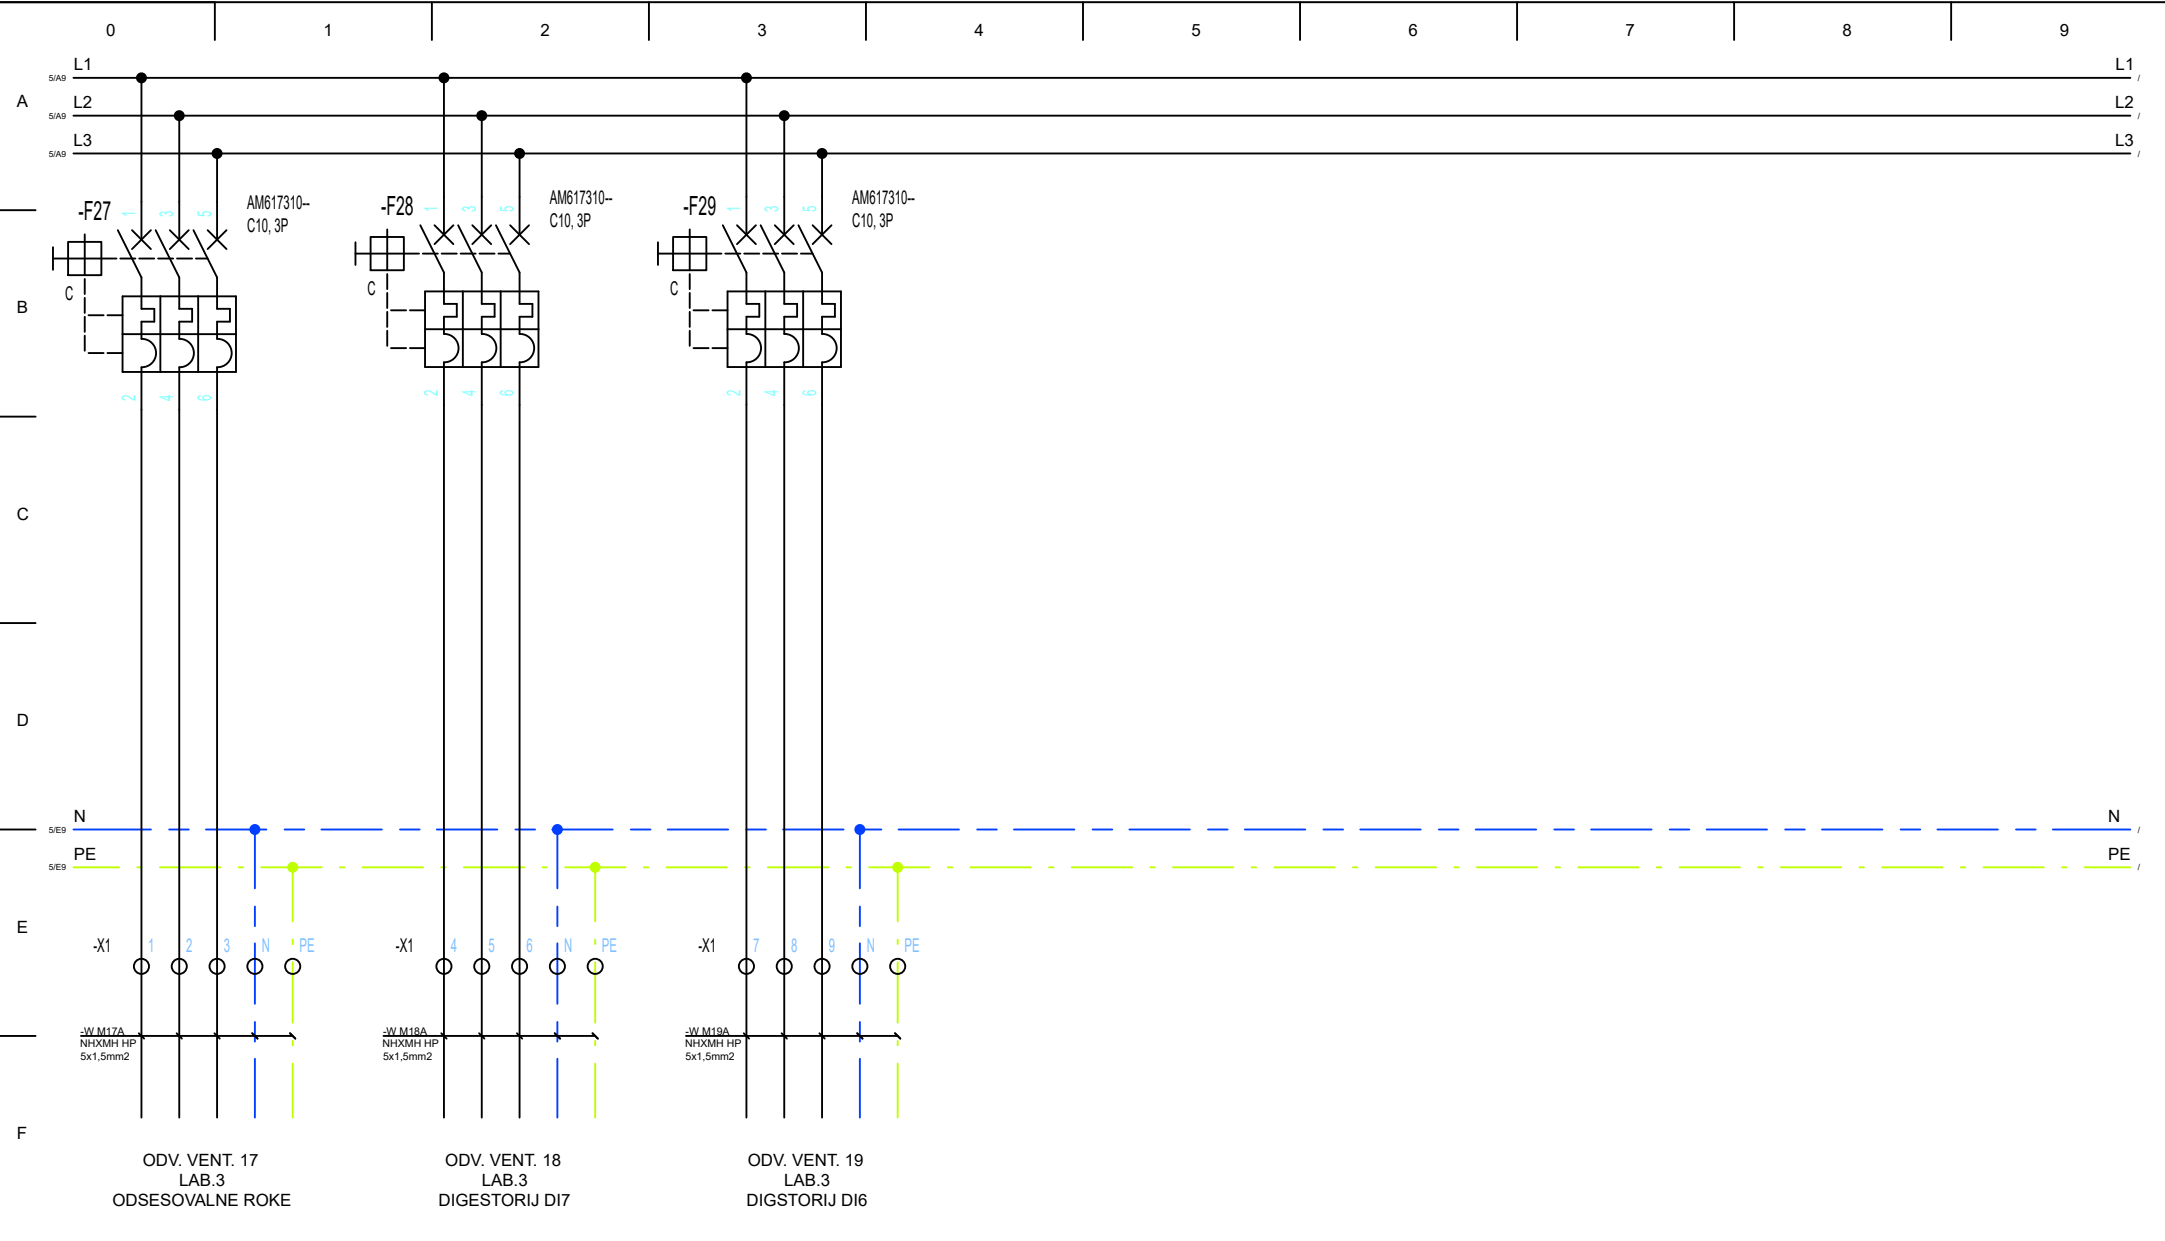 0 1 2 3 4 5 6 7 8 9
5/A9 L1 L1 /
A
5/A9 L2 L2 /
5/A9 L3 L3 /
-F27 1 3 5 AM617310--
C10, 3P
-F28 1 3 5 AM617310--
C10, 3P
-F29 1 3 5 AM617310--
C10, 3P
C C C
B
2 4 6 2 4 6 2 4 6
C
D
5/E9 N N /
5/E9 PE PE /
E
-X1 1 2 3 N PE -X1 4 5 6 N PE -X1 7 8 9 N PE
-W M17A
NHXMH HP
5x1,5mm2
-W M18A
NHXMH HP
5x1,5mm2
-W M19A
NHXMH HP
5x1,5mm2
F
ODV. VENT. 17
LAB.3
ODSESOVALNE ROKE
ODV. VENT. 18
LAB.3
DIGESTORIJ DI7
ODV. VENT. 19
LAB.3
DIGSTORIJ DI6